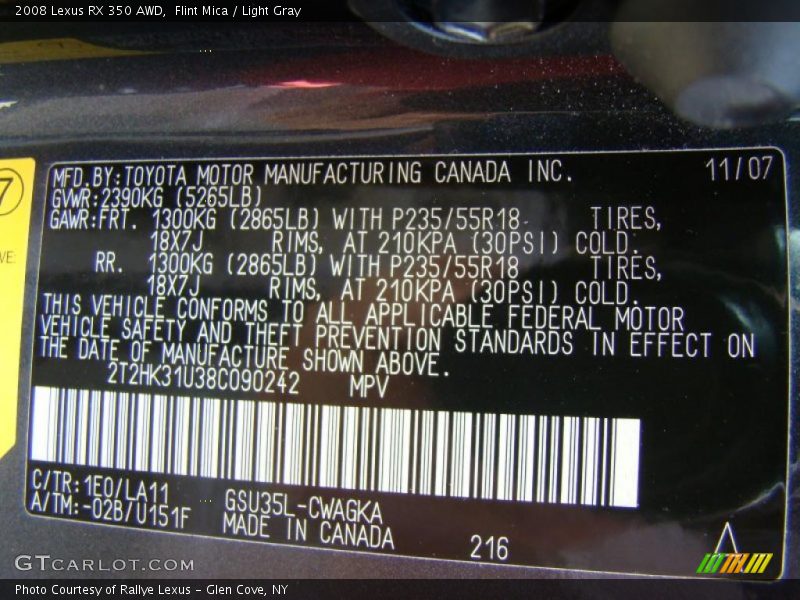 2008 Lexus RX 350 AWD,  Flint Mica / Light Gray
MFD.BY:TOYOTA MOTOR MANUFACTURING CANADA INC. 11/07
GVWR:2390KG (5265LB)
GAWR:FRT. 1300KG (2865LB) WITH P235/55R18 TIRES,
18X7J RIMS, AT 210KPA (30PSI) COLD.
RR. 1300KG (2865LB) WITH P235/55R18 TIRES,
18X7J RIMS, AT 210KPA (30PSI) COLD.
THIS VEHICLE CONFORMS TO ALL APPLICABLE FEDERAL MOTOR
VEHICLE SAFETY AND THEFT PREVENTION STANDARDS IN EFFECT ON
THE DATE OF MANUFACTURE SHOWN ABOVE.
2T2HK31U38C090242 MPV
C/TR:1E0/LA11
A/TM:-02B/U151F
GSU35L-CWAGKA
MADE IN CANADA
216
7
VE:
GTCARLOT.COM
Photo Courtesy of Rallye Lexus - Glen Cove, NY